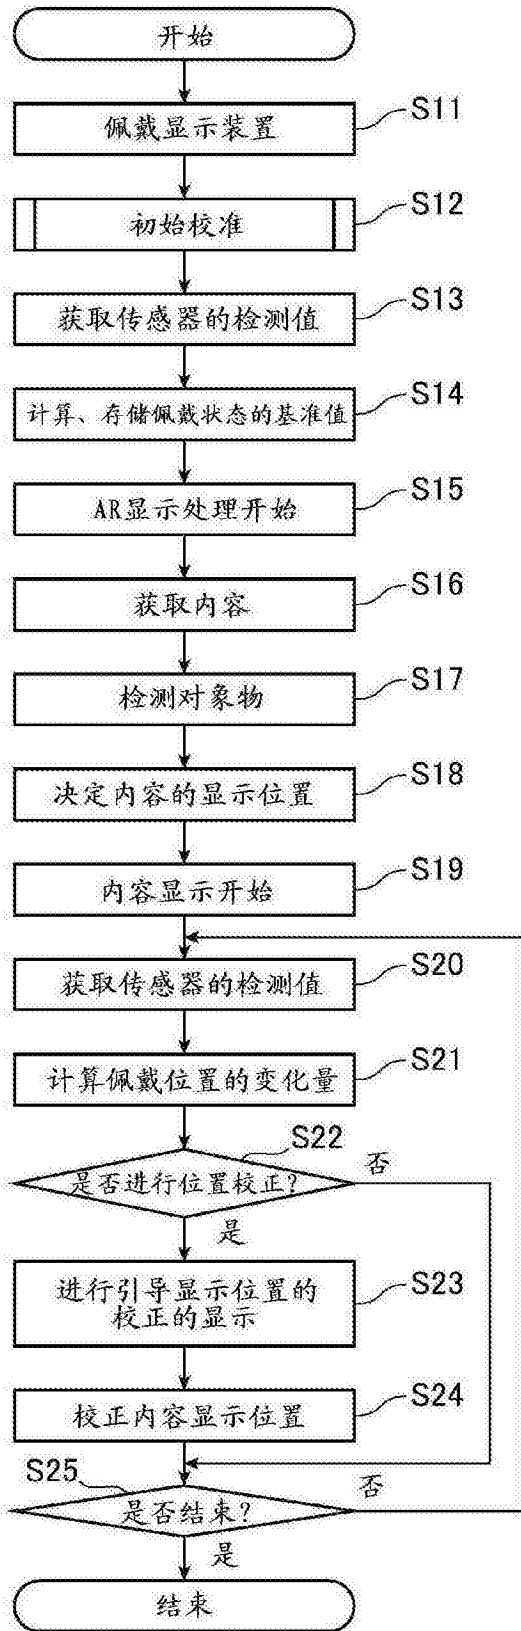 开始
佩戴显示装置
S11
初始校准
S12
获取传感器的检测值
S13
计算、存储佩戴状态的基准值
S14
AR显示处理开始
S15
获取内容
S16
检测对象物
S17
决定内容的显示位置
S18
内容显示开始
S19
获取传感器的检测值
S20
计算佩戴位置的变化量
S21
S22
是否进行位置校正?
否
是
进行引导显示位置的
校正的显示
S23
校正内容显示位置
S24
S25
是否结束?
否
是
结束